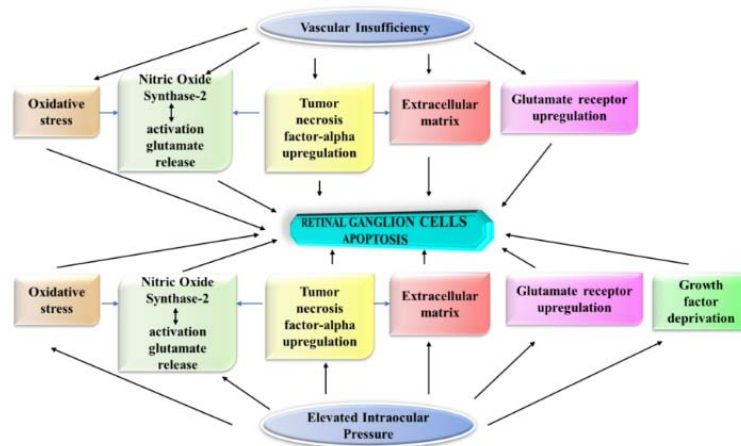 Vascular Insufficiency
Oxidative
stress
Nitric Oxide
Synthase-2
activation
glutamate
release
Tumor
necrosis
factor-alpha
upregulation
Extracellular
matrix
Glutamate receptor
upregulation
RETINAL GANGLION CELLS
APOPTOSIS
Oxidative
stress
Nitric Oxide
Synthase-2
activation
glutamate
release
Tumor
necrosis
factor-alpha
upregulation
Extracellular
matrix
Glutamate receptor
upregulation
Growth
factor
deprivation
Elevated Intraocular
Pressure